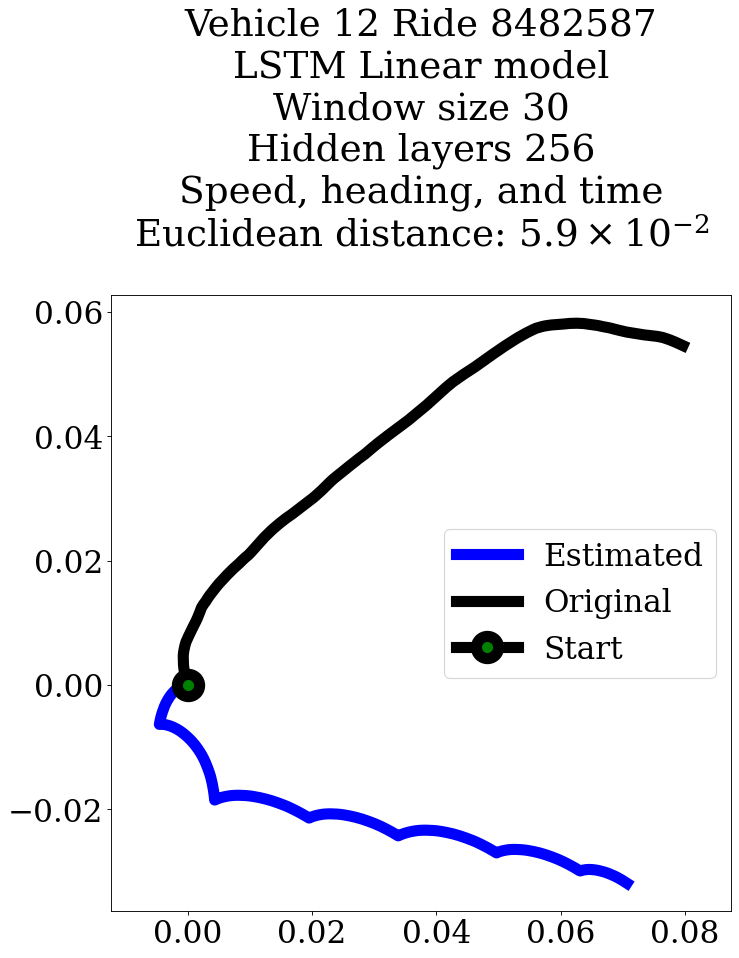 Vehicle 12 Ride 8482587
LSTM Linear model
Window size 30
Hidden layers 256
Speed, heading, and time
Euclidean distance: 5.9 × 10⁻²
0.06
0.04
0.02
0.00
−0.02
Estimated
Original
Start
0.00 0.02 0.04 0.06 0.08